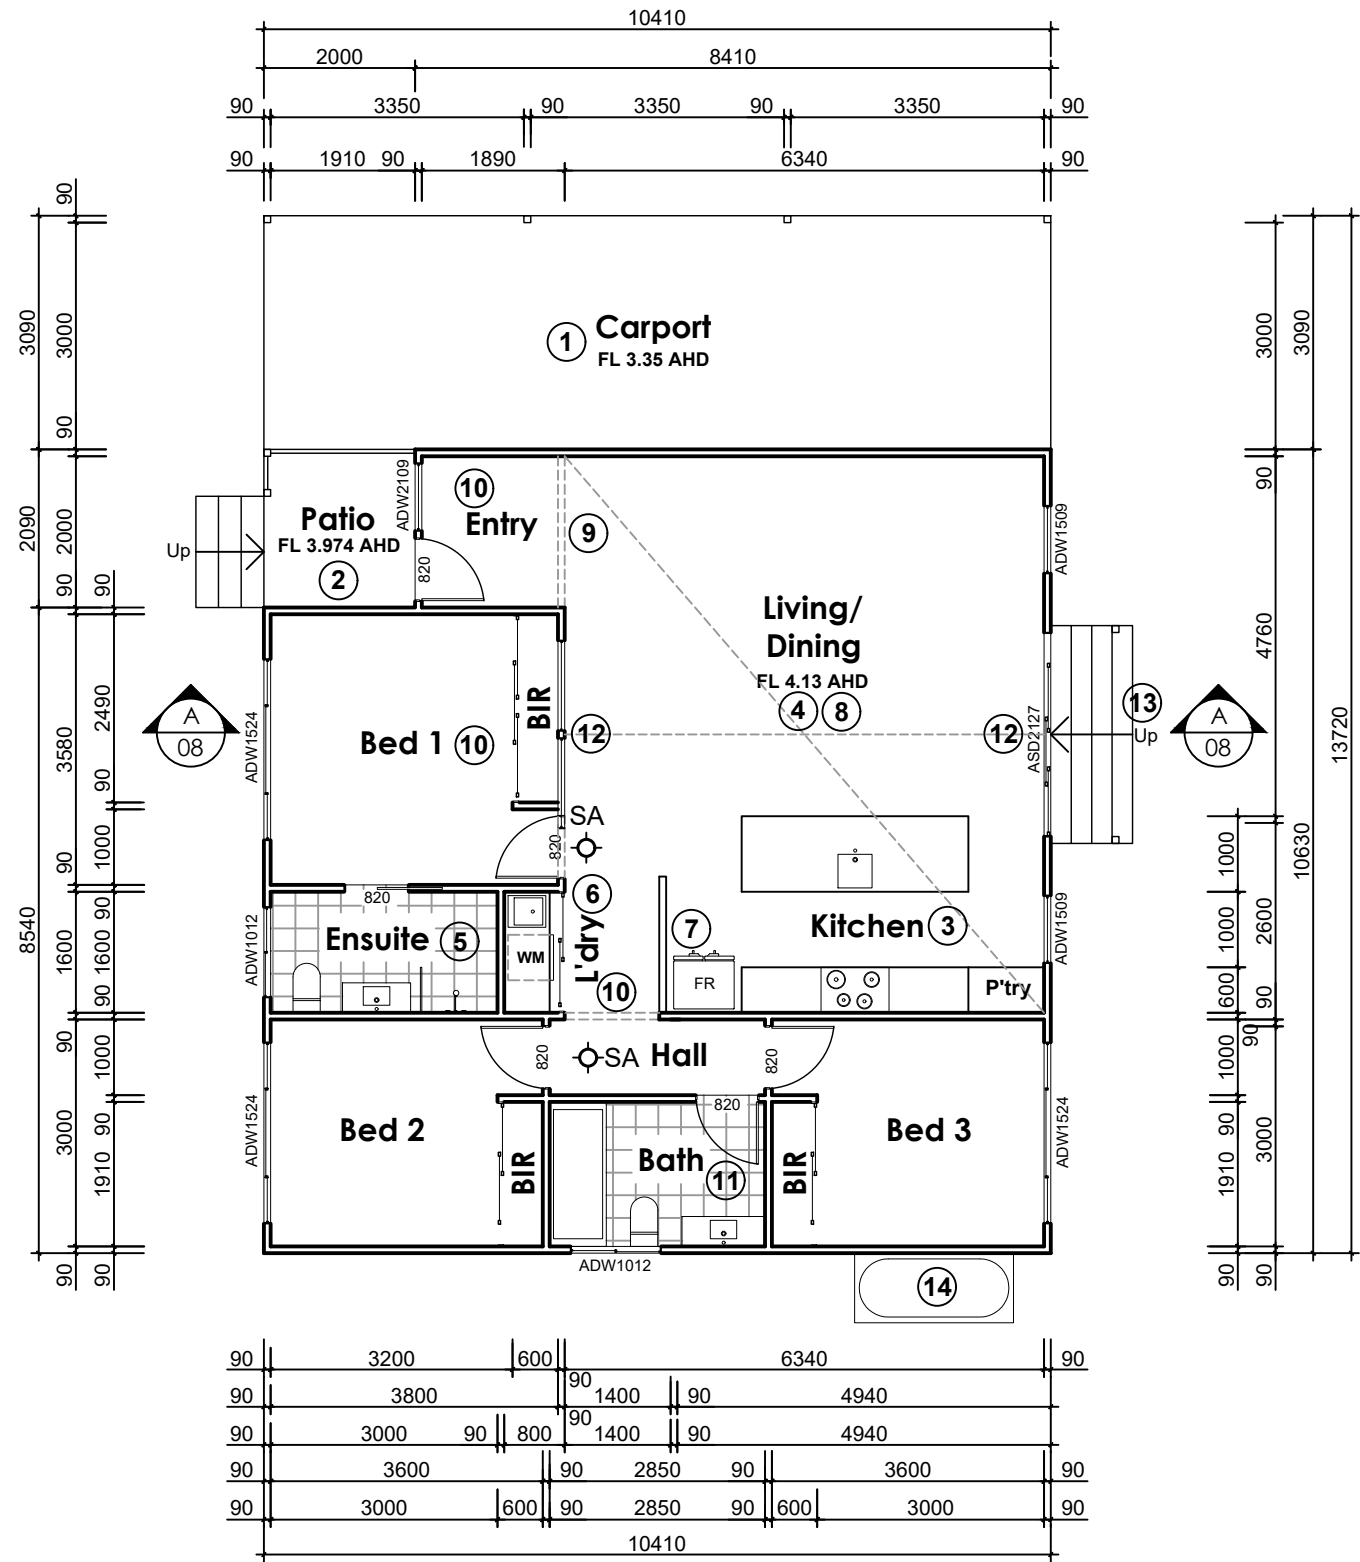 10410
2000 8410
90 3350 90 3350 90 3350 90
90 1910 90 1890 6340 90
90
3090
3000
90
3000
3090
1 Carport
FL 3.35 AHD
2090
2000
90
90
ADW2109
10
Entry
9
Patio
FL 3.974 AHD
2
Up
820
90
ADW1509
4760
Living/
Dining
FL 4.13 AHD
4 8
13
Up
ASD2127
12
12
A
08
A
08
13720
10630
3580
2490
90
ADW1524
Bed 1 10
BIR
SA
820
6
90
1000
8540
1600
90
1600
90
ADW1012
820
Ensuite 5
WM
L'dry
10
7
FR
Kitchen 3
P'try
ADW1509
1000
1000
600
2600
90
90
1000
3000
90
1910
90
90
ADW1524
820
SA Hall
820
820
Bed 2
BIR
Bath
11
BIR
Bed 3
ADW1524
90
1000
90
1910
3000
90
90
ADW1012
14
90 3200 600 6340 90
90
90 3800 1400 90 4940
90
90 3000 90 800 1400 90 4940
90 3600 90 2850 90 3600 90
90 3000 600 90 2850 90 600 3000 90
10410